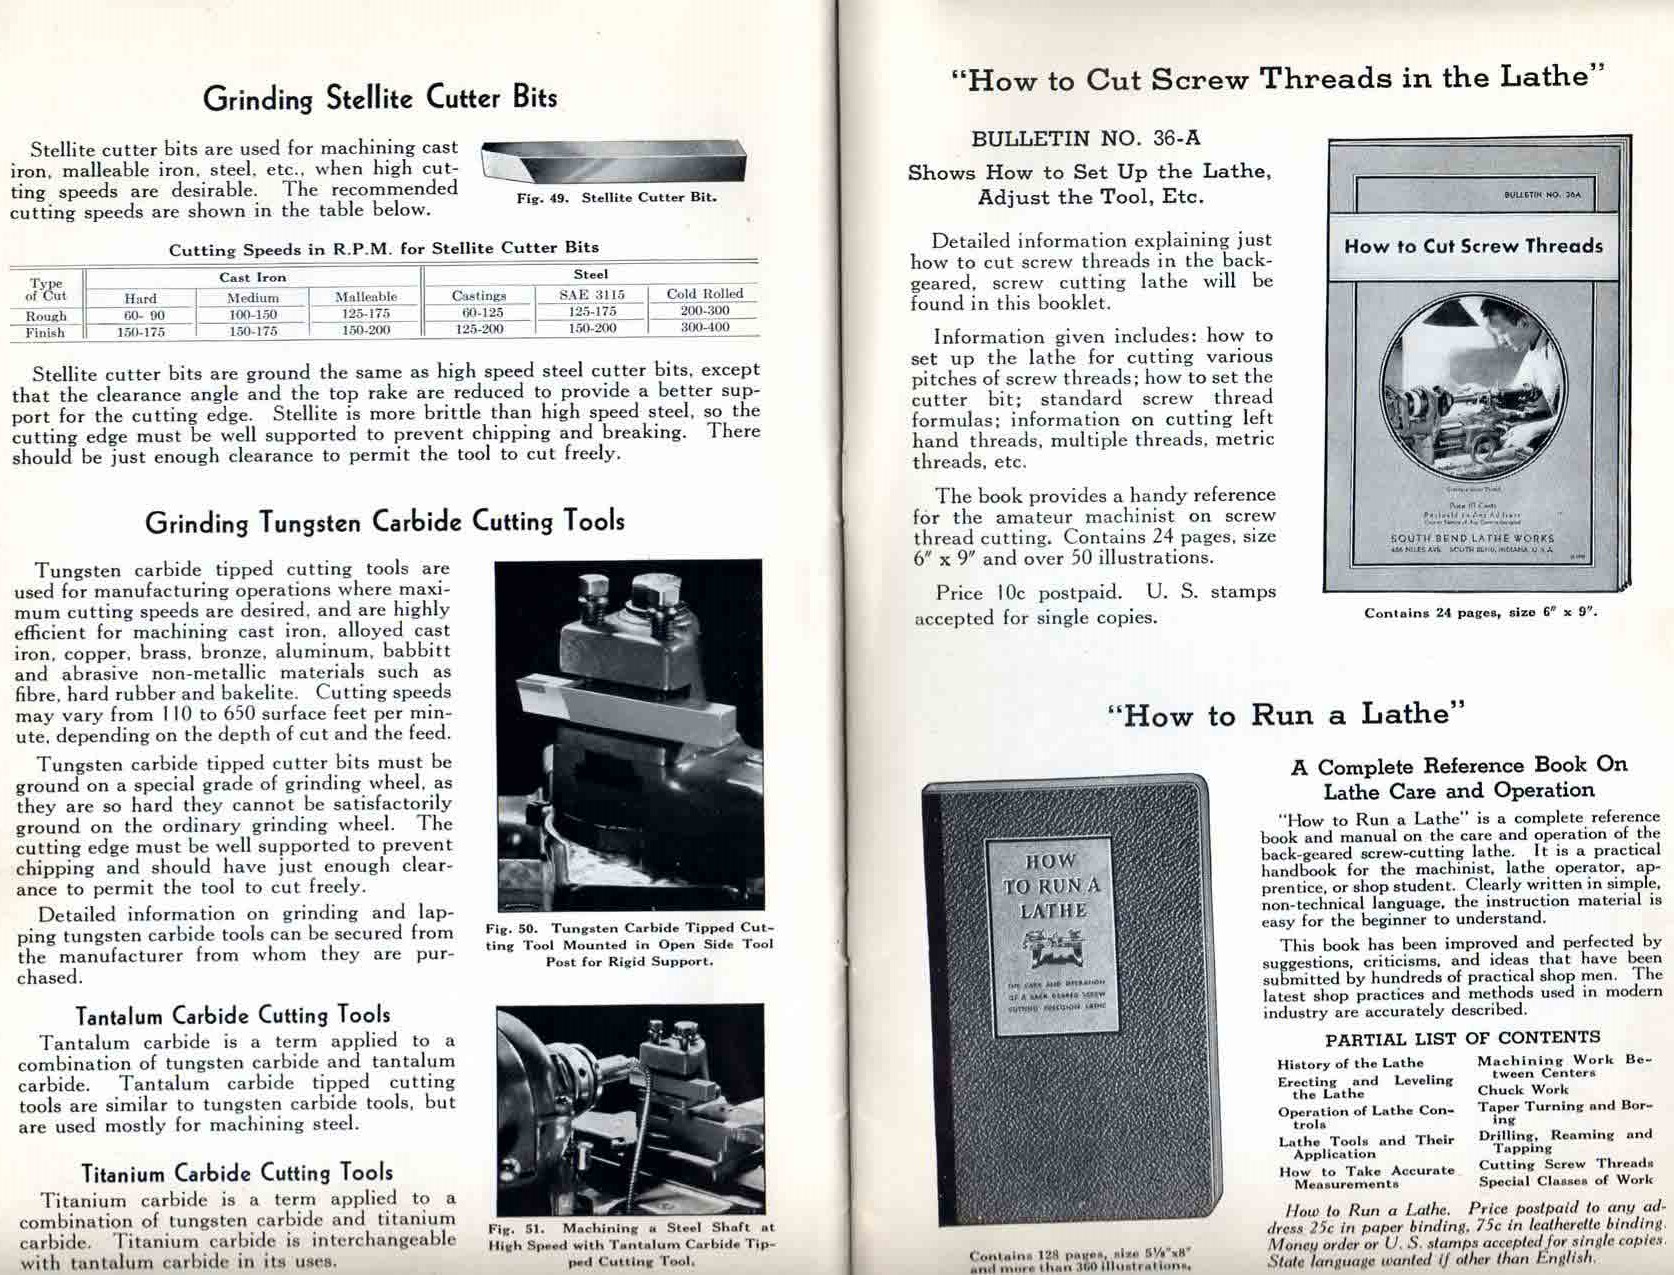 Grinding Stellite Cutter Bits
Stellite cutter bits are used for machining cast
iron, malleable iron, steel, etc., when high cut-
ting speeds are desirable. The recommended
cutting speeds are shown in the table below.
Fig. 49. Stellite Cutter Bit.
Cutting Speeds in R.P.M. for Stellite Cutter Bits
Type of Cut Cast Iron Steel
Hard Medium Malleable Castings SAE 3115 Cold Rolled
Rough 60- 90 100-150 125-175 60-125 125-175 200-300
Finish 150-175 150-175 150-200 125-200 150-200 300-400
Stellite cutter bits are ground the same as high speed steel cutter bits, except
that the clearance angle and the top rake are reduced to provide a better sup-
port for the cutting edge. Stellite is more brittle than high speed steel, so the
cutting edge must be well supported to prevent chipping and breaking. There
should be just enough clearance to permit the tool to cut freely.
Grinding Tungsten Carbide Cutting Tools
Tungsten carbide tipped cutting tools are
used for manufacturing operations where maxi-
mum cutting speeds are desired, and are highly
efficient for machining cast iron, alloyed cast
iron, copper, brass, bronze, aluminum, babbitt
and abrasive non-metallic materials such as
fibre, hard rubber and bakelite. Cutting speeds
may vary from 110 to 650 surface feet per min-
ute, depending on the depth of cut and the feed.
Tungsten carbide tipped cutter bits must be
ground on a special grade of grinding wheel, as
they are so hard they cannot be satisfactorily
ground on the ordinary grinding wheel. The
cutting edge must be well supported to prevent
chipping and should have just enough clear-
ance to permit the tool to cut freely.
Detailed information on grinding and lap-
ping tungsten carbide tools can be secured from
the manufacturer from whom they are pur-
chased.
Fig. 50. Tungsten Carbide Tipped Cut-
ting Tool Mounted in Open Side Tool
Post for Rigid Support.
Tantalum Carbide Cutting Tools
Tantalum carbide is a term applied to a
combination of tungsten carbide and tantalum
carbide. Tantalum carbide tipped cutting
tools are similar to tungsten carbide tools, but
are used mostly for machining steel.
Titanium Carbide Cutting Tools
Titanium carbide is a term applied to a
combination of tungsten carbide and titanium
carbide. Titanium carbide is interchangeable
with tantalum carbide in its uses.
Fig. 51. Machining a Steel Shaft at
High Speed with Tantalum Carbide Tip-
ped Cutting Tool.
"How to Cut Screw Threads in the Lathe"
BULLETIN NO. 36-A
Shows How to Set Up the Lathe,
Adjust the Tool, Etc.
Detailed information explaining just
how to cut screw threads in the back-
geared, screw cutting lathe will be
found in this booklet.
Information given includes: how to
set up the lathe for cutting various
pitches of screw threads; how to set the
cutter bit; standard screw thread
formulas; information on cutting left
hand threads, multiple threads, metric
threads, etc.
The book provides a handy reference
for the amateur machinist on screw
thread cutting. Contains 24 pages, size
6" x 9" and over 50 illustrations.
Price 10c postpaid. U. S. stamps
accepted for single copies.
BULLETIN NO. 36A
How to Cut Screw Threads
Price 10 Cents
SOUTH BEND LATHE WORKS
SOUTH BEND, INDIANA, U.S.A.
Contains 24 pages, size 6" x 9".
"How to Run a Lathe"
HOW
TO RUN A
LATHE
THE CARE AND OPERATION
OF A BACK GEARED SCREW
CUTTING PRECISION LATHE
Contains 128 pages, size 5⅛"x8"
and more than 360 illustrations.
A Complete Reference Book On
Lathe Care and Operation
"How to Run a Lathe" is a complete reference
book and manual on the care and operation of the
back-geared screw-cutting lathe. It is a practical
handbook for the machinist, lathe operator, ap-
prentice, or shop student. Clearly written in simple,
non-technical language, the instruction material is
easy for the beginner to understand.
This book has been improved and perfected by
suggestions, criticisms, and ideas that have been
submitted by hundreds of practical shop men. The
latest shop practices and methods used in modern
industry are accurately described.
PARTIAL LIST OF CONTENTS
History of the Lathe
Erecting and Leveling
the Lathe
Operation of Lathe Con-
trols
Lathe Tools and Their
Application
How to Take Accurate
Measurements
Machining Work Be-
tween Centers
Chuck Work
Taper Turning and Bor-
ing
Drilling, Reaming and
Tapping
Cutting Screw Threads
Special Classes of Work
How to Run a Lathe. Price postpaid to any ad-
dress 25c in paper binding, 75c in leatherette binding.
Money order or U. S. stamps accepted for single copies.
State language wanted if other than English.